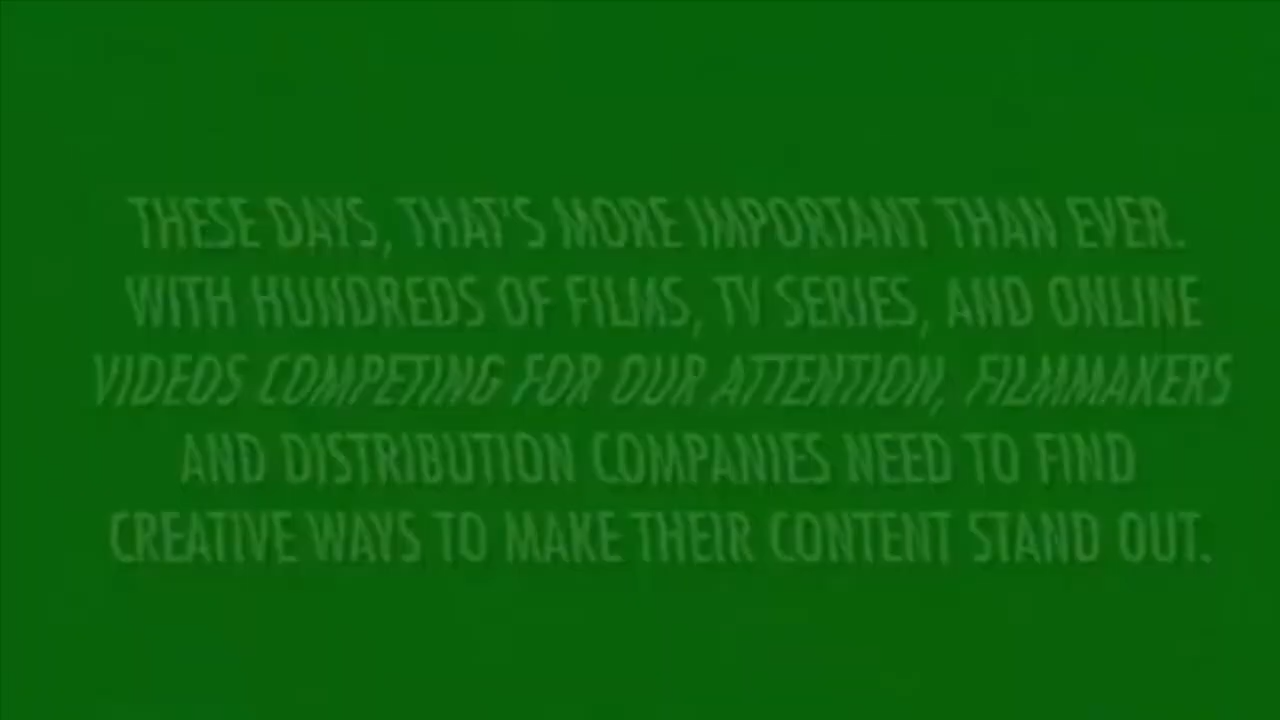 THESE DAYS, THAT'S MORE IMPORTANT THAN EVER.
WITH HUNDREDS OF FILMS, TV SERIES, AND ONLINE
VIDEOS COMPETING FOR OUR ATTENTION, FILMMAKERS
AND DISTRIBUTION COMPANIES NEED TO FIND
CREATIVE WAYS TO MAKE THEIR CONTENT STAND OUT.